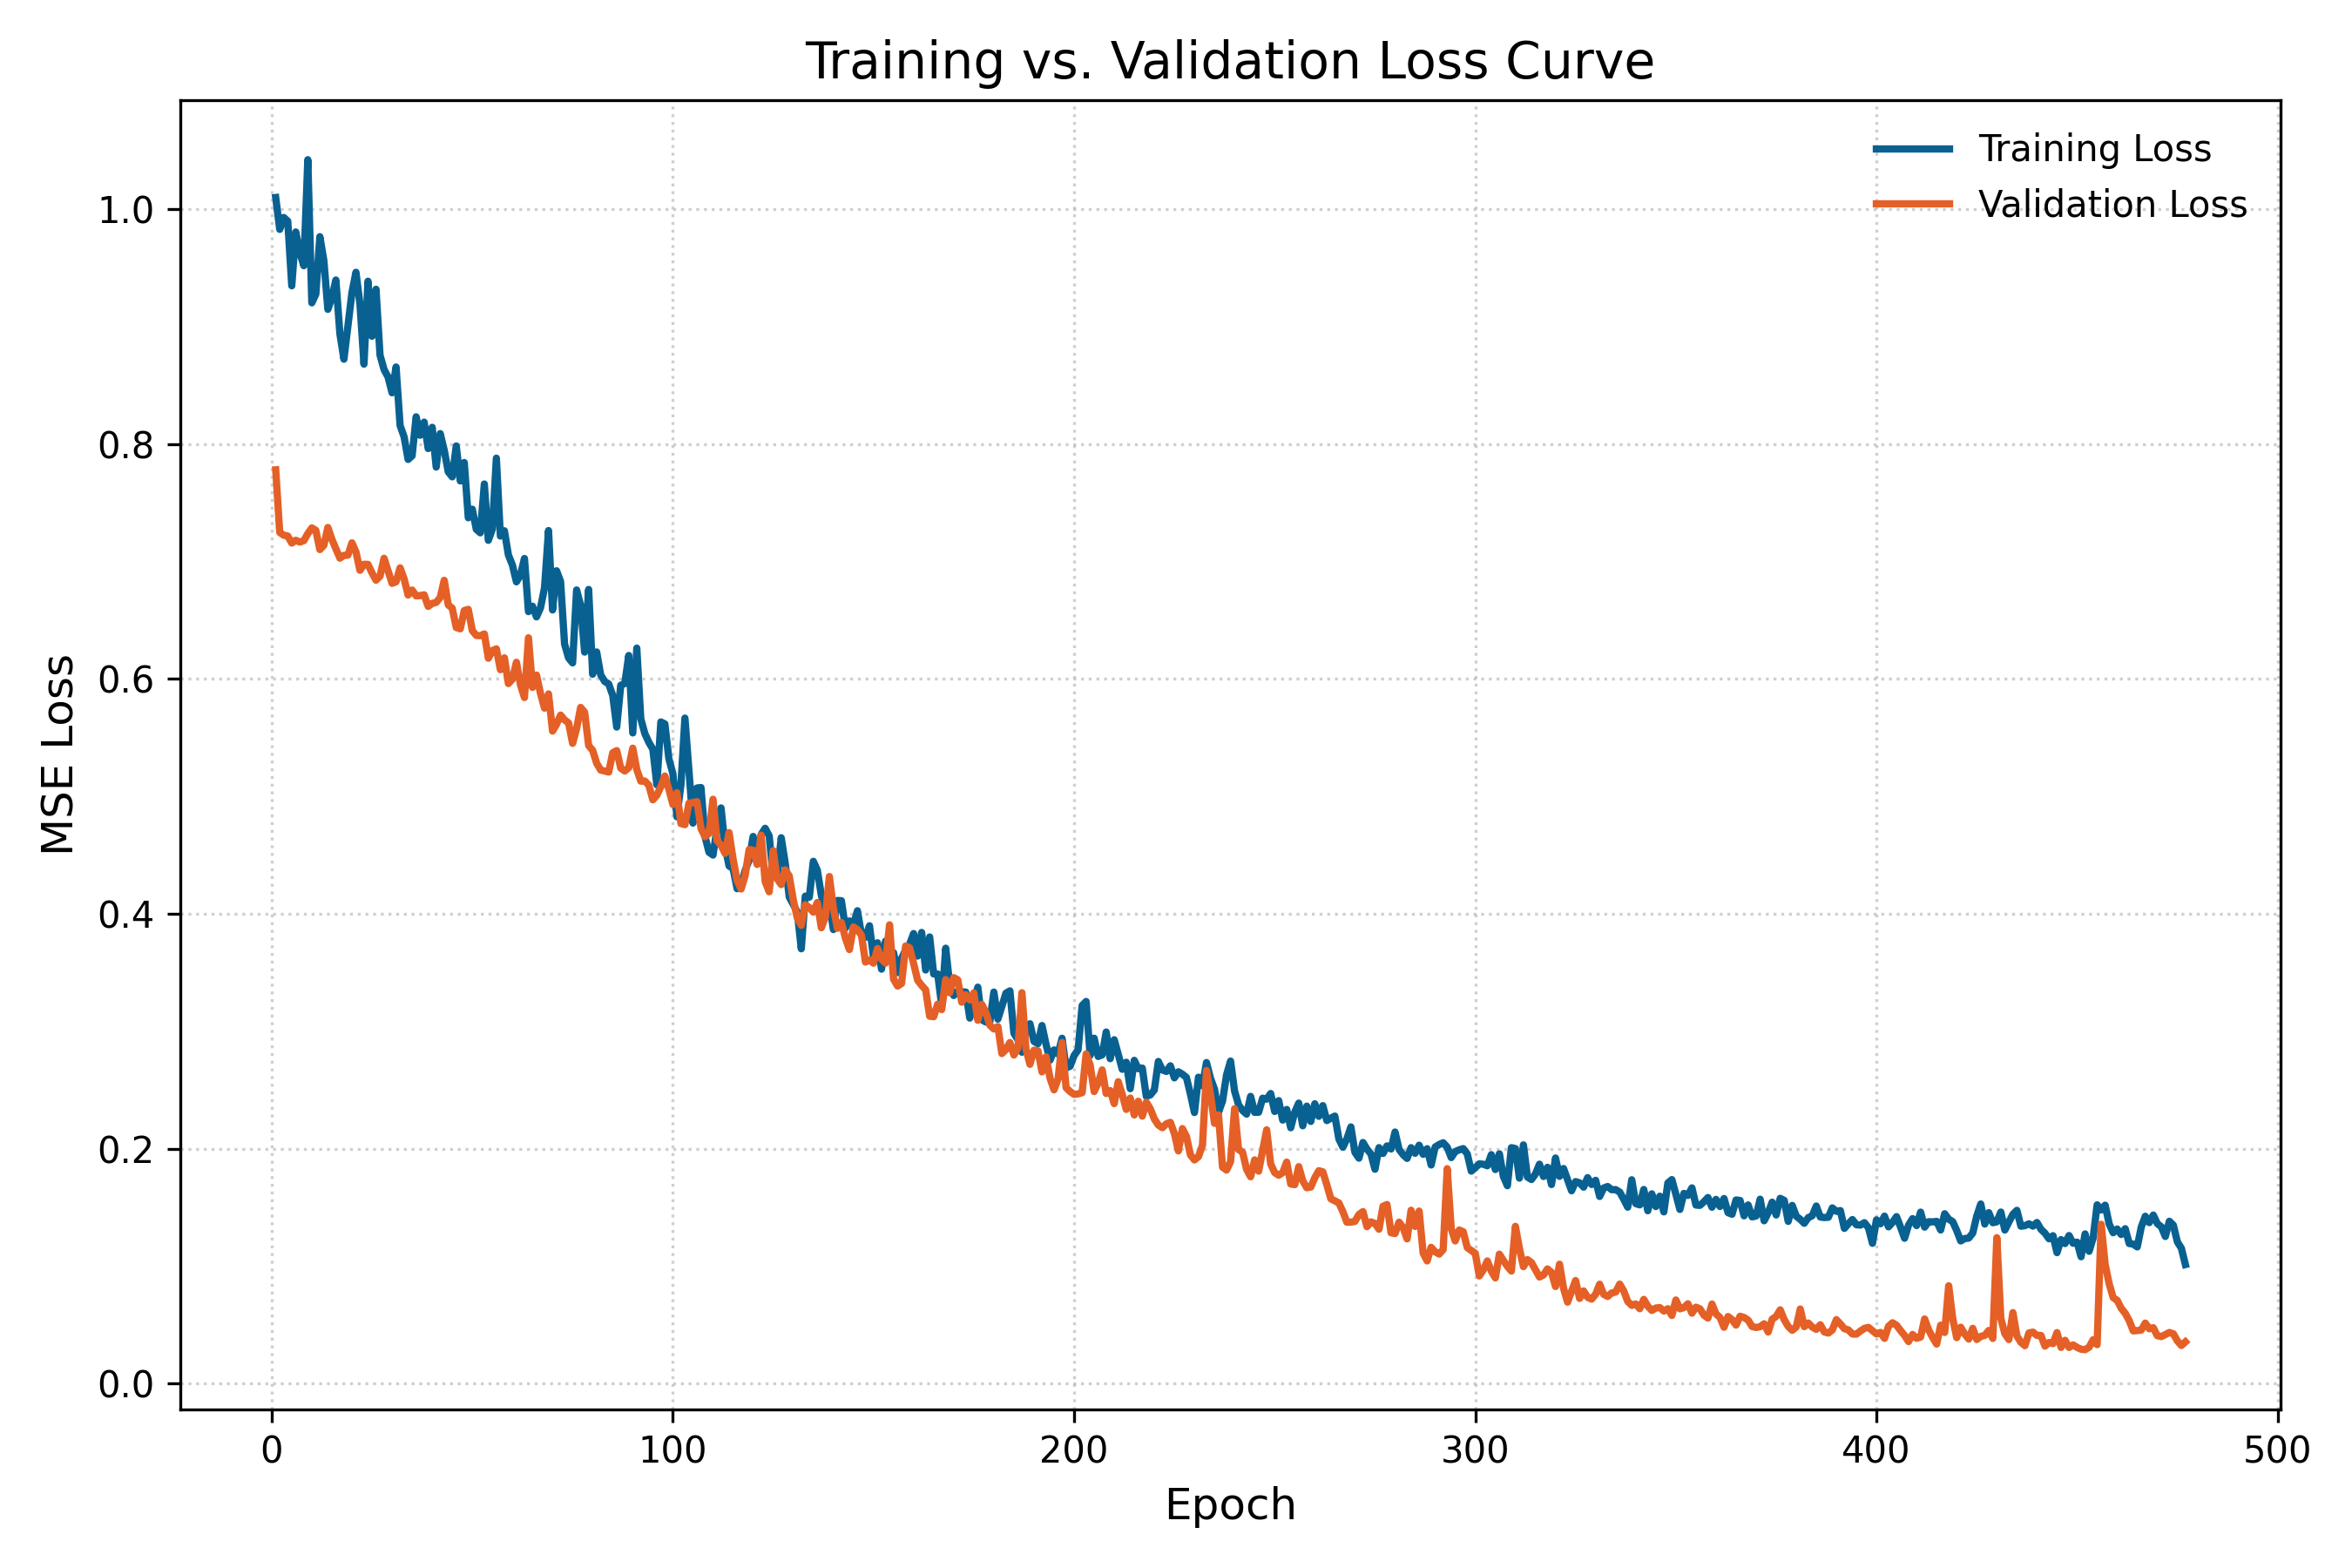 Training vs. Validation Loss Curve
Training Loss
Validation Loss
MSE Loss
1.0
0.8
0.6
0.4
0.2
0.0
0 100 200 300 400 500
Epoch